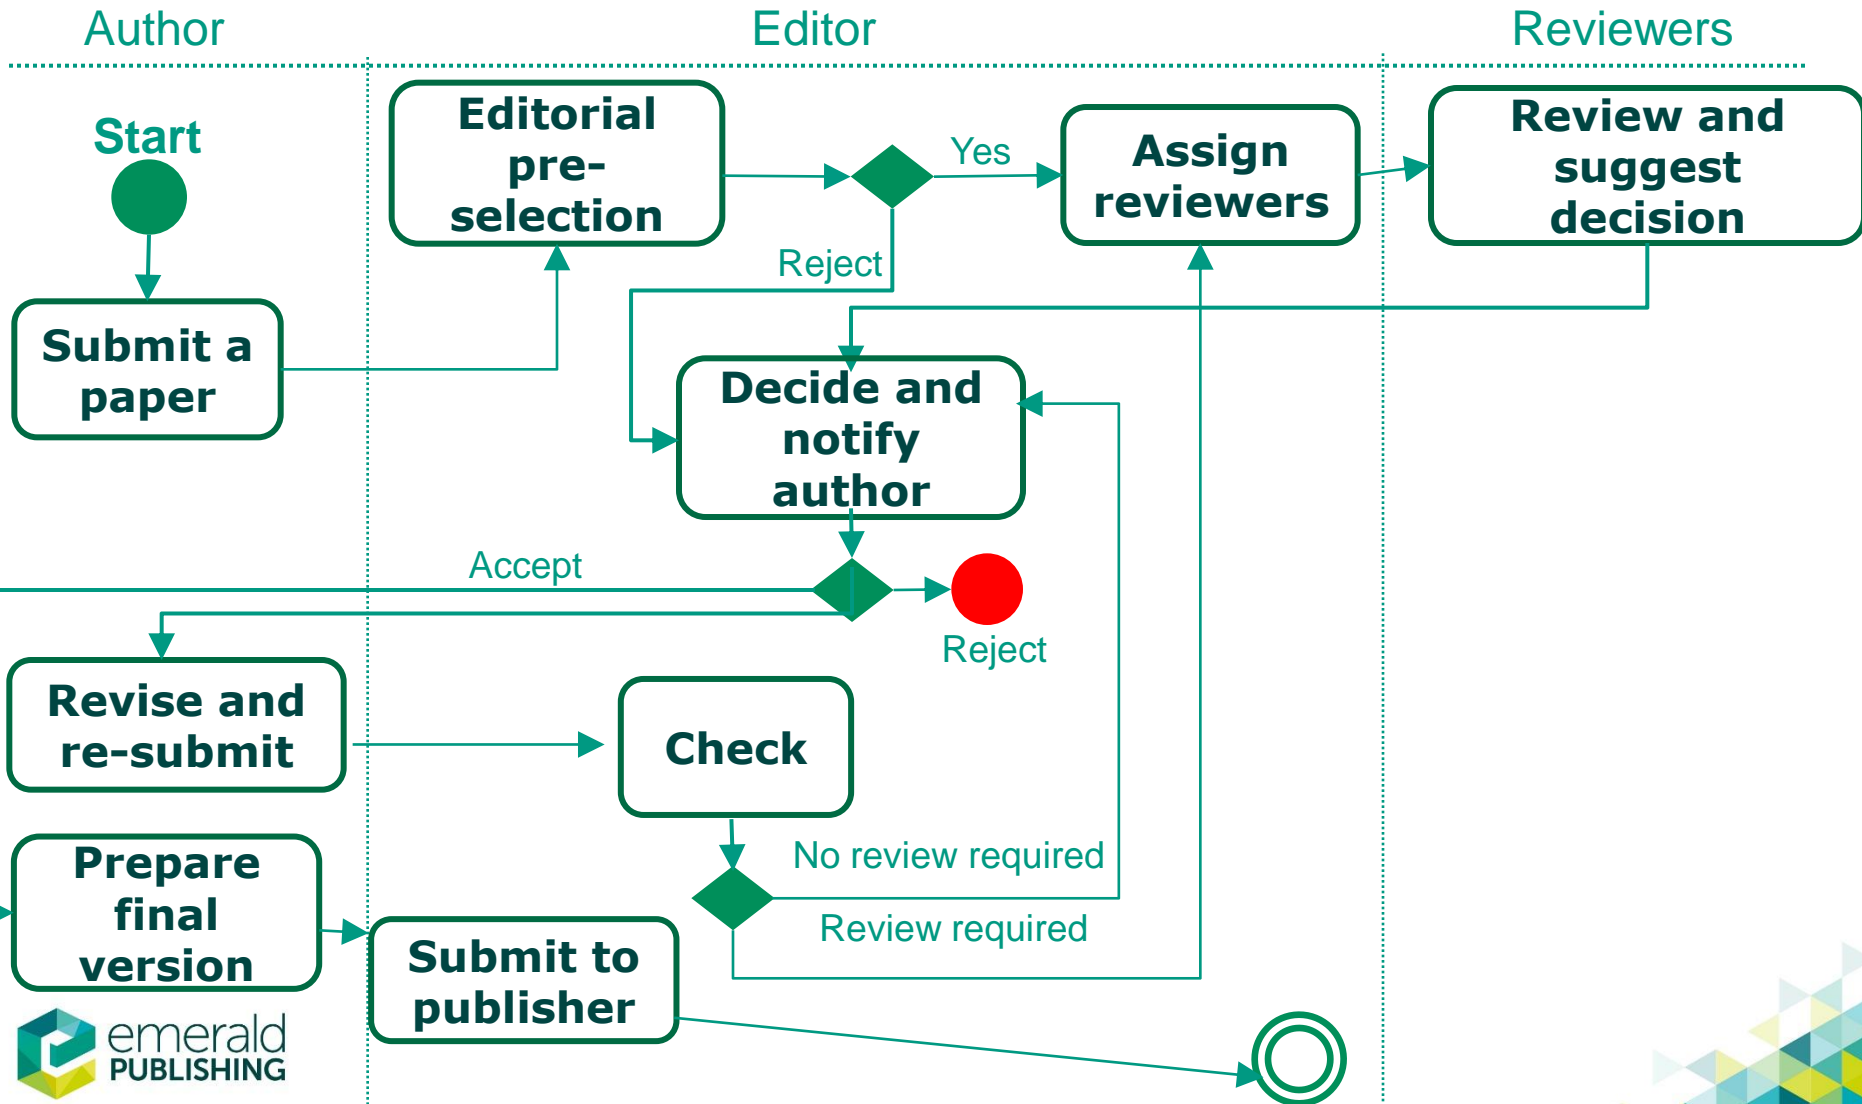 Author
Editor
Reviewers
Start
Editorial
pre-
selection
Yes
Assign
reviewers
Review and
suggest
decision
Reject
Submit a
paper
Decide and
notify
author
Accept
Reject
Revise and
re-submit
Check
No review required
Review required
Prepare
final
version
Submit to
publisher
emerald
PUBLISHING